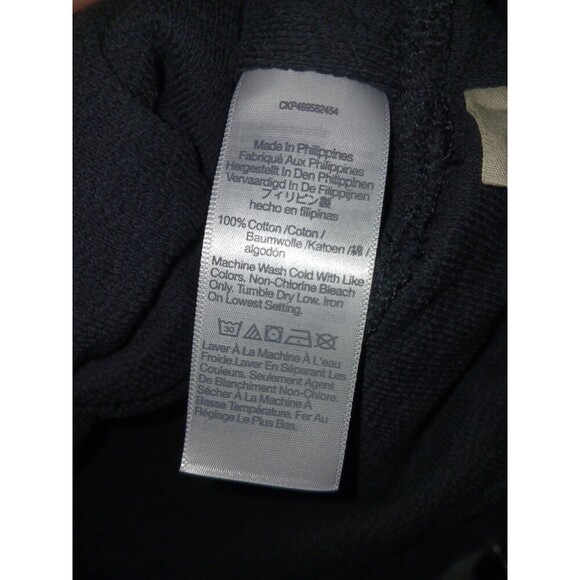 CKP469582454
Made In Philippines
Fabriqué Aux Philippines
Hergestellt In Den Philippinen
Vervaardigd In De Filippijnen
フィリピン製
hecho en filipinas
100% Cotton /Coton /
Baumwolle /Katoen /綿 /
algodón
Machine Wash Cold With Like
Colors. Non-Chlorine Bleach
Only. Tumble Dry Low. Iron
On Lowest Setting.
30
Laver À La Machine À L'eau
Froide.Laver En Séparant Les
Couleurs. Seulement Agent
De Blanchiment Non-Chlore.
Sécher À La Machine À
Basse Température. Fer Au
Réglage Le Plus Bas.